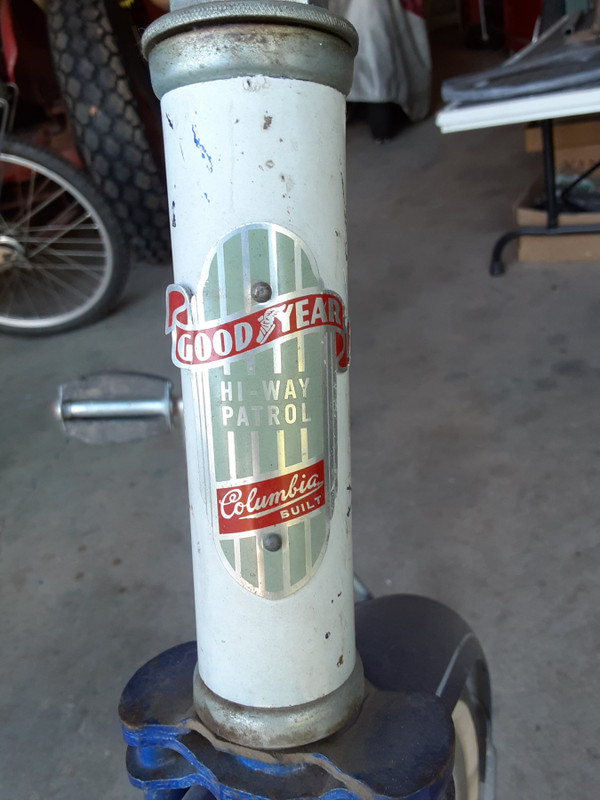 GOOD YEAR
HI-WAY
PATROL
Columbia
BUILT